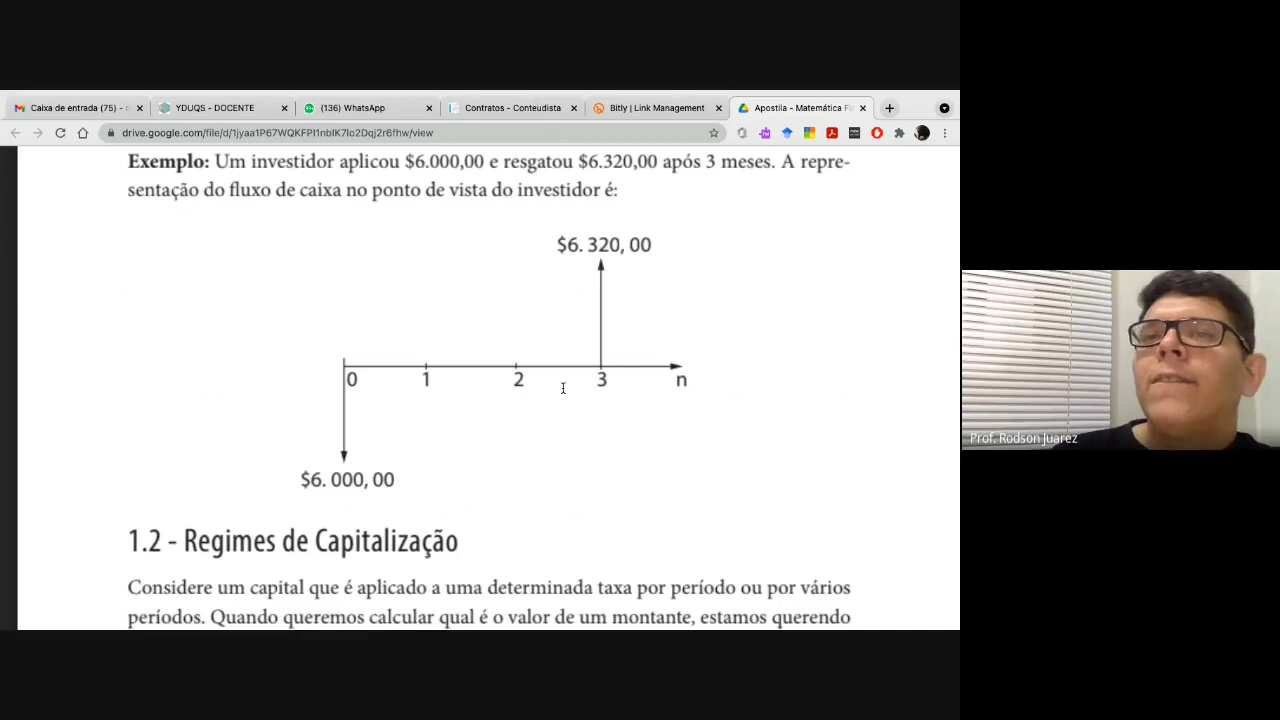 Caixa de entrada (75) -
YDUQS - DOCENTE
(136) WhatsApp
Contratos - Conteudista
Bitly | Link Management
Apostila - Matemática Fi
drive.google.com/file/d/1jyaa1P67WQKFPI1nbIK7Io2Dqj2r6fhw/view
Exemplo: Um investidor aplicou $6.000,00 e resgatou $6.320,00 após 3 meses. A repre-
sentação do fluxo de caixa no ponto de vista do investidor é:
$6. 320, 00
0 1 2 3 n
$6. 000, 00
1.2 - Regimes de Capitalização
Considere um capital que é aplicado a uma determinada taxa por período ou por vários
períodos. Quando queremos calcular qual é o valor de um montante, estamos querendo
Prof. Rodson Juarez